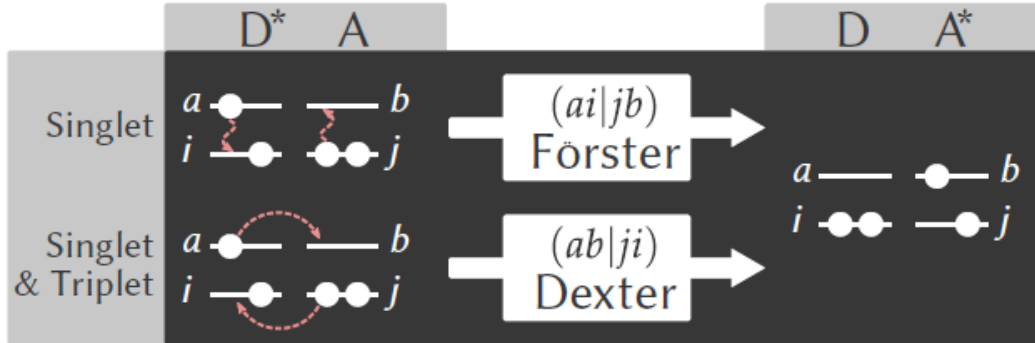 D* A D A*
Singlet
a b
i j
(ai|jb)
Förster
a b
i j
Singlet
& Triplet
a b
i j
(ab|ji)
Dexter